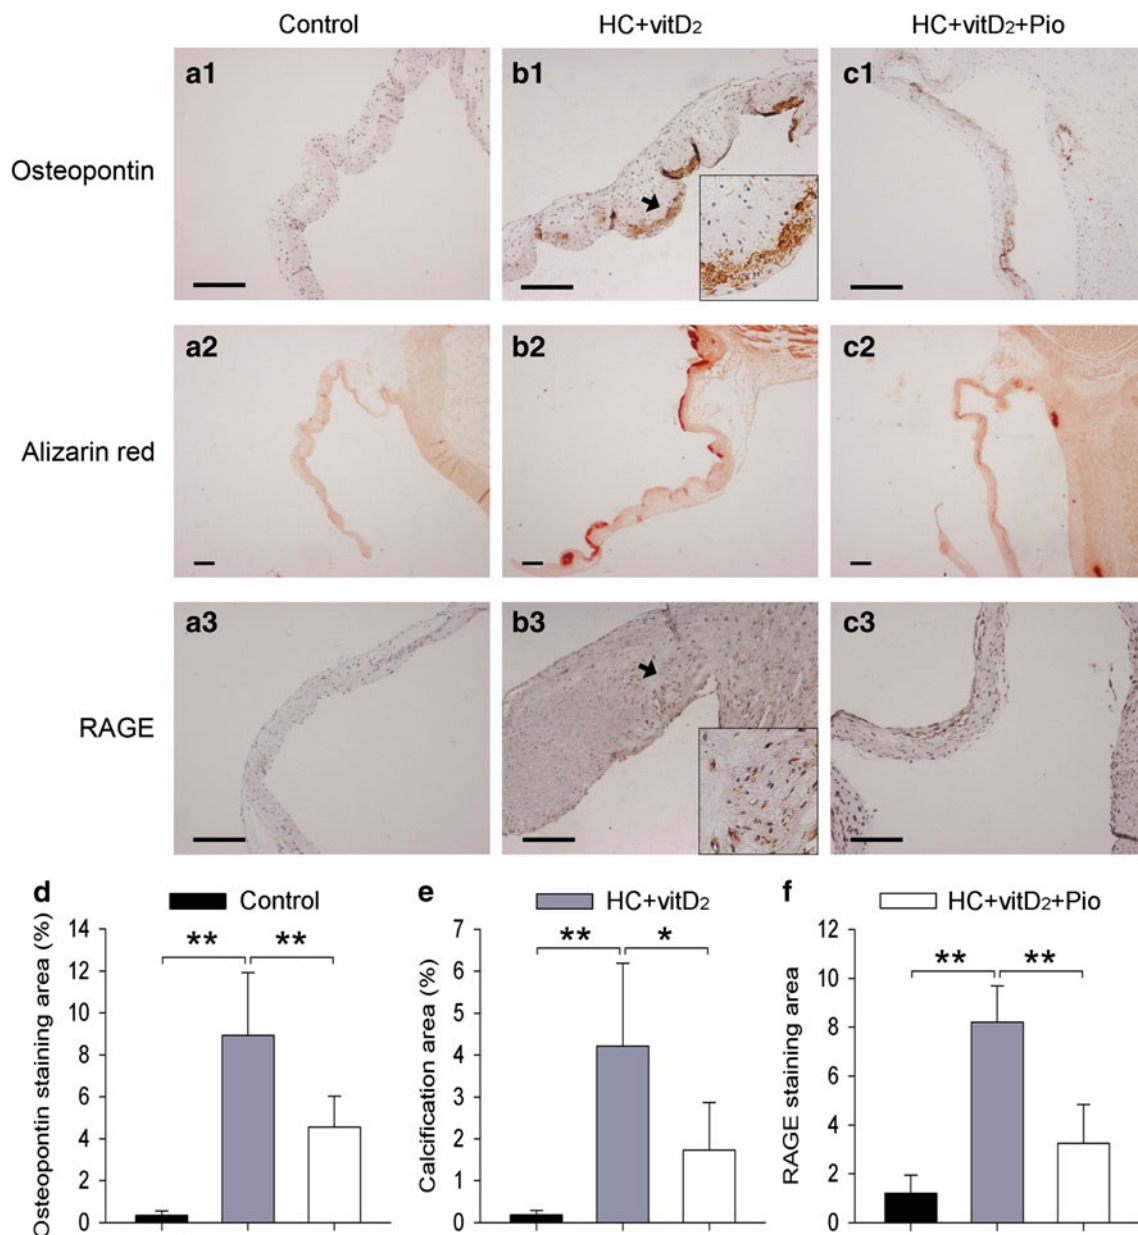 Control HC+vitD₂ HC+vitD₂+Pio
Osteopontin
a1 b1 c1
Alizarin red
a2 b2 c2
RAGE
a3 b3 c3
d Control e HC+vitD₂ f HC+vitD₂+Pio
Osteopontin staining area (%)
14
12
10
8
6
4
2
0
** **
Calcification area (%)
7
6
5
4
3
2
1
0
** *
RAGE staining area
12
10
8
6
4
2
0
** **